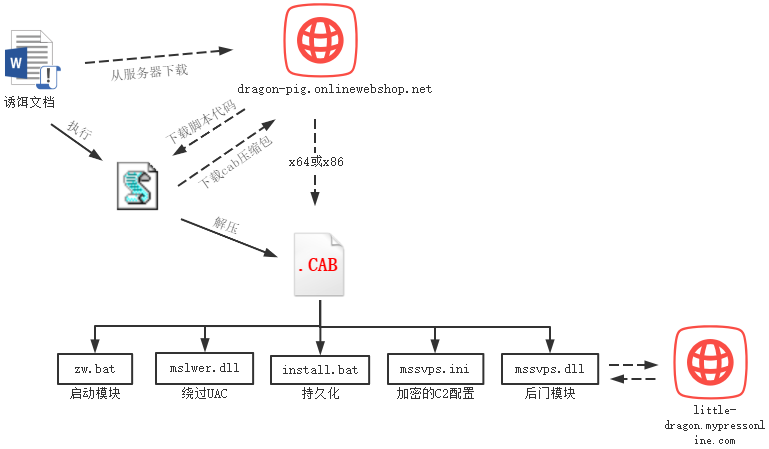 W
从服务器下载
dragon-pig.onlinewebshop.net
诱饵文档
执行
下载脚本代码
下载cab压缩包
x64或x86
解压
.CAB
zw.bat
mslwer.dll
install.bat
mssvps.ini
mssvps.dll
启动模块
绕过UAC
持久化
加密的C2配置
后门模块
little-
dragon.mypressonl
ine.com